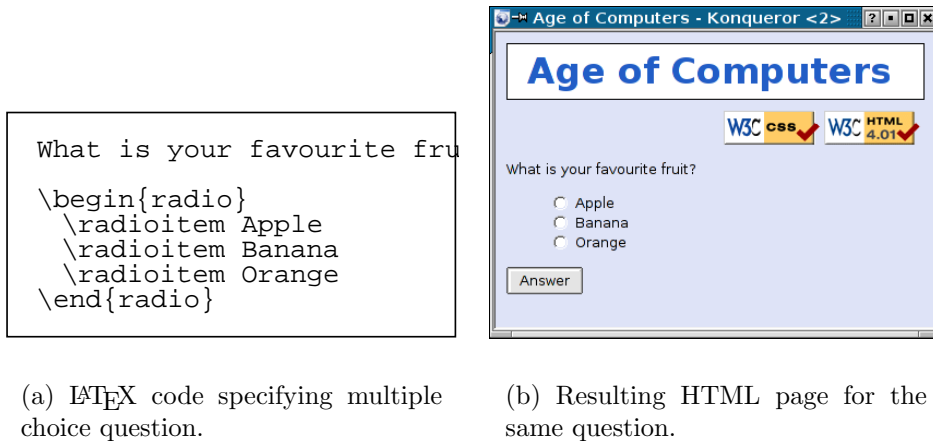 What is your favourite fru
\begin{radio}
\radioitem Apple
\radioitem Banana
\radioitem Orange
\end{radio}
(a) LATEX code specifying multiple
choice question.
Age of Computers - Konqueror <2>
Age of Computers
W3C css
W3C HTML 4.01
What is your favourite fruit?
Apple
Banana
Orange
Answer
(b) Resulting HTML page for the
same question.